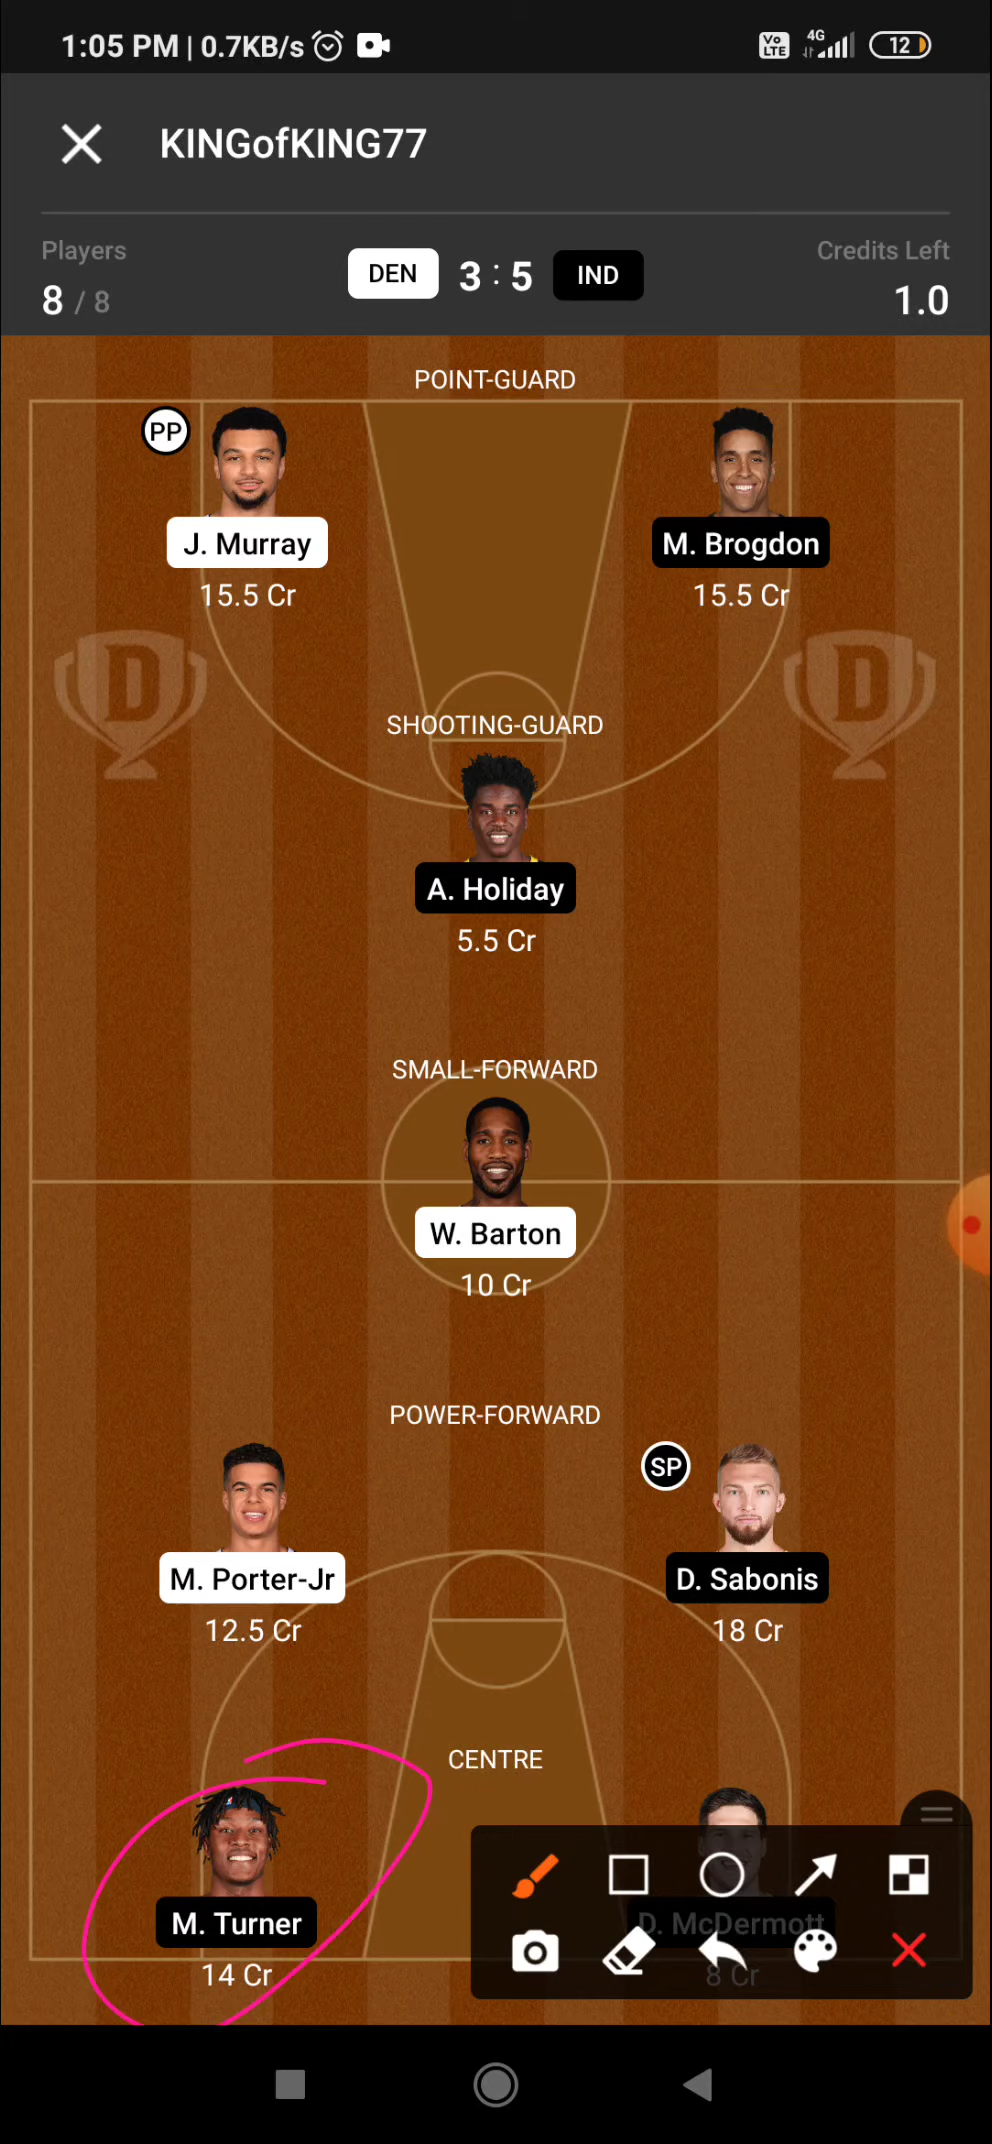 1:05 PM | 0.7KB/s Vo LTE 4G 12
KINGofKING77
Players
8 / 8
DEN 3 : 5 IND
Credits Left
1.0
POINT-GUARD
PP
J. Murray
15.5 Cr
M. Brogdon
15.5 Cr
D D
SHOOTING-GUARD
A. Holiday
5.5 Cr
SMALL-FORWARD
W. Barton
10 Cr
POWER-FORWARD
M. Porter-Jr
12.5 Cr
SP
D. Sabonis
18 Cr
CENTRE
M. Turner
14 Cr
D. McDermott
8 Cr